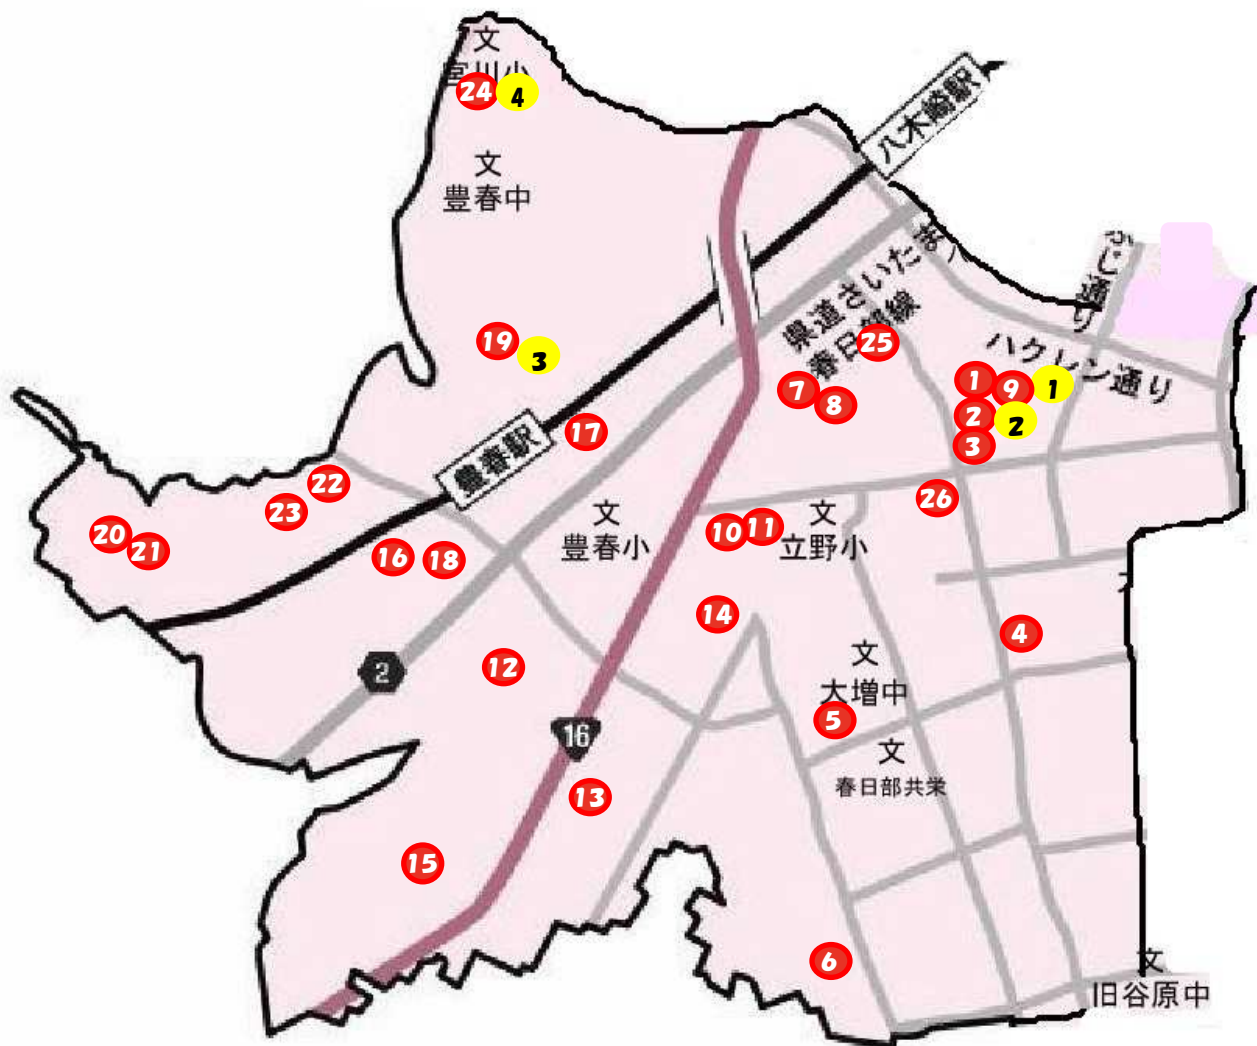 文
宮川小
24
4
八木崎駅
文
豊春中
県道さいたま
春日部線
ふじ通り
ハクレン通り
19
3
25
1
9
1
7
8
2
2
3
17
豊春駅
22
23
26
20
21
16
18
文
豊春小
10
11
文
立野小
14
4
12
2
文
大増中
5
16
文
春日部共栄
13
15
6
文
旧谷原中